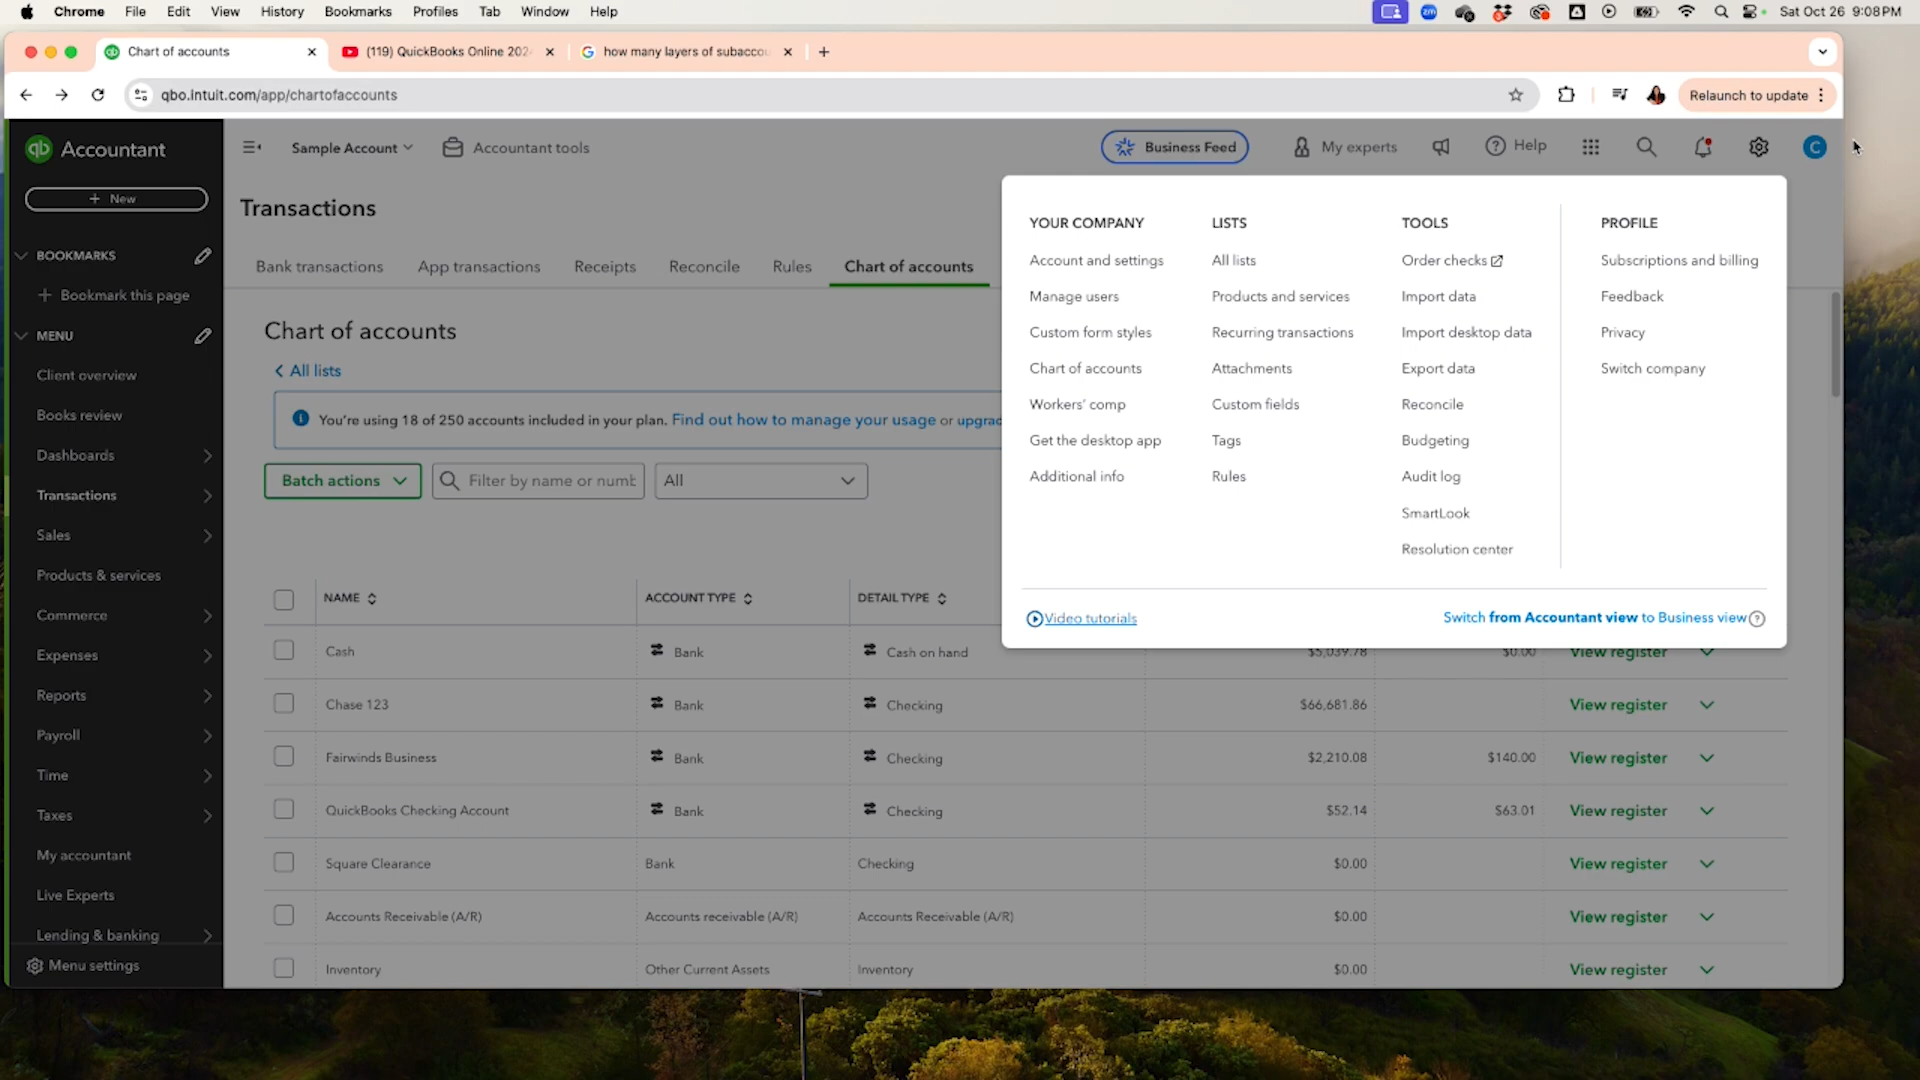 Chrome File Edit View History Bookmarks Profiles Tab Window Help
zm
Sat Oct 26 9:08 PM
Chart of accounts
(119) QuickBooks Online 202
how many layers of subaccou
qbo.intuit.com/app/chartofaccounts
Relaunch to update
qb Accountant
Sample Account
Accountant tools
Business Feed
My experts
Help
C
New
BOOKMARKS
Bookmark this page
MENU
Client overview
Books review
Dashboards
Transactions
Sales
Products & services
Commerce
Expenses
Reports
Payroll
Time
Taxes
My accountant
Live Experts
Lending & banking
Menu settings
Transactions
Bank transactions App transactions Receipts Reconcile Rules Chart of accounts
Chart of accounts
All lists
You're using 18 of 250 accounts included in your plan. Find out how to manage your usage or upgrad
Batch actions
Filter by name or numb
All
NAME ACCOUNT TYPE DETAIL TYPE
Cash Bank Cash on hand $5,039.78 $0.00 View register
Chase 123 Bank Checking $66,681.86 View register
Fairwinds Business Bank Checking $2,210.08 $140.00 View register
QuickBooks Checking Account Bank Checking $52.14 $63.01 View register
Square Clearance Bank Checking $0.00 View register
Accounts Receivable (A/R) Accounts receivable (A/R) Accounts Receivable (A/R) $0.00 View register
Inventory Other Current Assets Inventory $0.00 View register
YOUR COMPANY
Account and settings
Manage users
Custom form styles
Chart of accounts
Workers' comp
Get the desktop app
Additional info
LISTS
All lists
Products and services
Recurring transactions
Attachments
Custom fields
Tags
Rules
TOOLS
Order checks
Import data
Import desktop data
Export data
Reconcile
Budgeting
Audit log
SmartLook
Resolution center
PROFILE
Subscriptions and billing
Feedback
Privacy
Switch company
Video tutorials
Switch from Accountant view to Business view